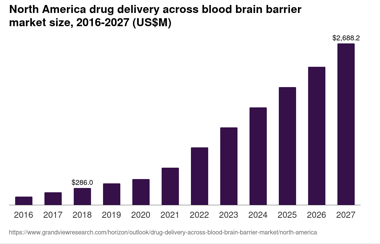 North America drug delivery across blood brain barrier
market size, 2016-2027 (US$M)
$2,688.2
$286.0
2016 2017 2018 2019 2020 2021 2022 2023 2024 2025 2026 2027
https://www.grandviewresearch.com/horizon/outlook/drug-delivery-across-blood-brain-barrier-market/north-america